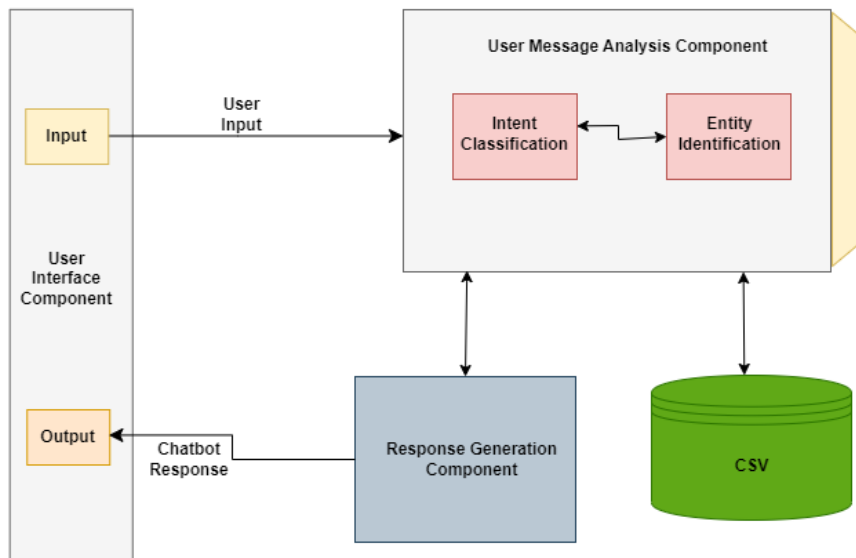 User Message Analysis Component
User
Input
Input
Intent
Classification
Entity
Identification
User
Interface
Component
Output
Chatbot
Response
Response Generation
Component
CSV